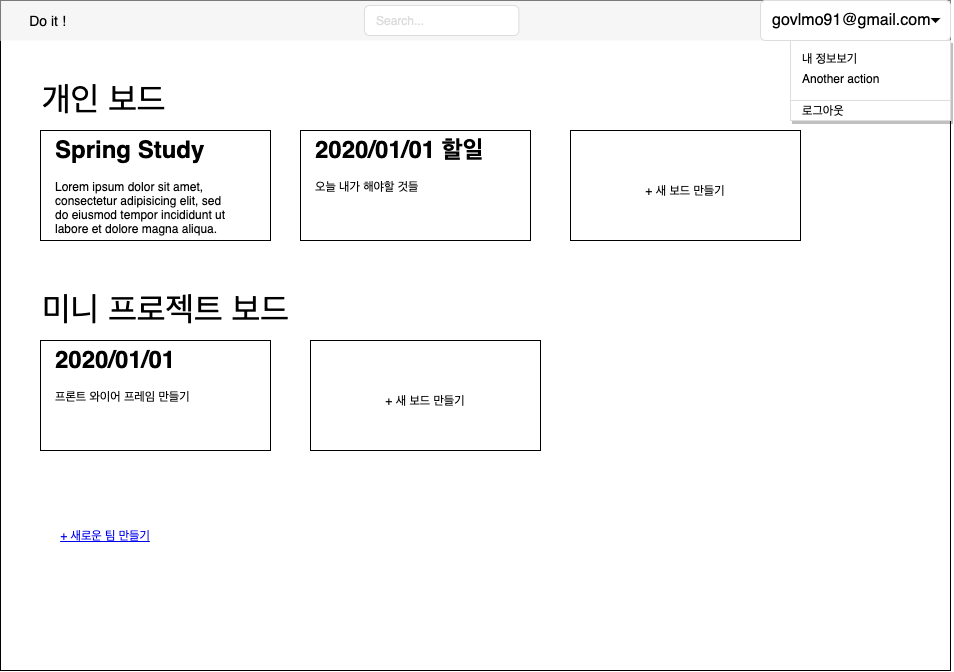 Do it !
Search...
govlmo91@gmail.com
내 정보보기
Another action
로그아웃
개인 보드
Spring Study
Lorem ipsum dolor sit amet,
consectetur adipisicing elit, sed
do eiusmod tempor incididunt ut
labore et dolore magna aliqua.
2020/01/01 할일
오늘 내가 해야할 것들
+ 새 보드 만들기
미니 프로젝트 보드
2020/01/01
프론트 와이어 프레임 만들기
+ 새 보드 만들기
+ 새로운 팀 만들기